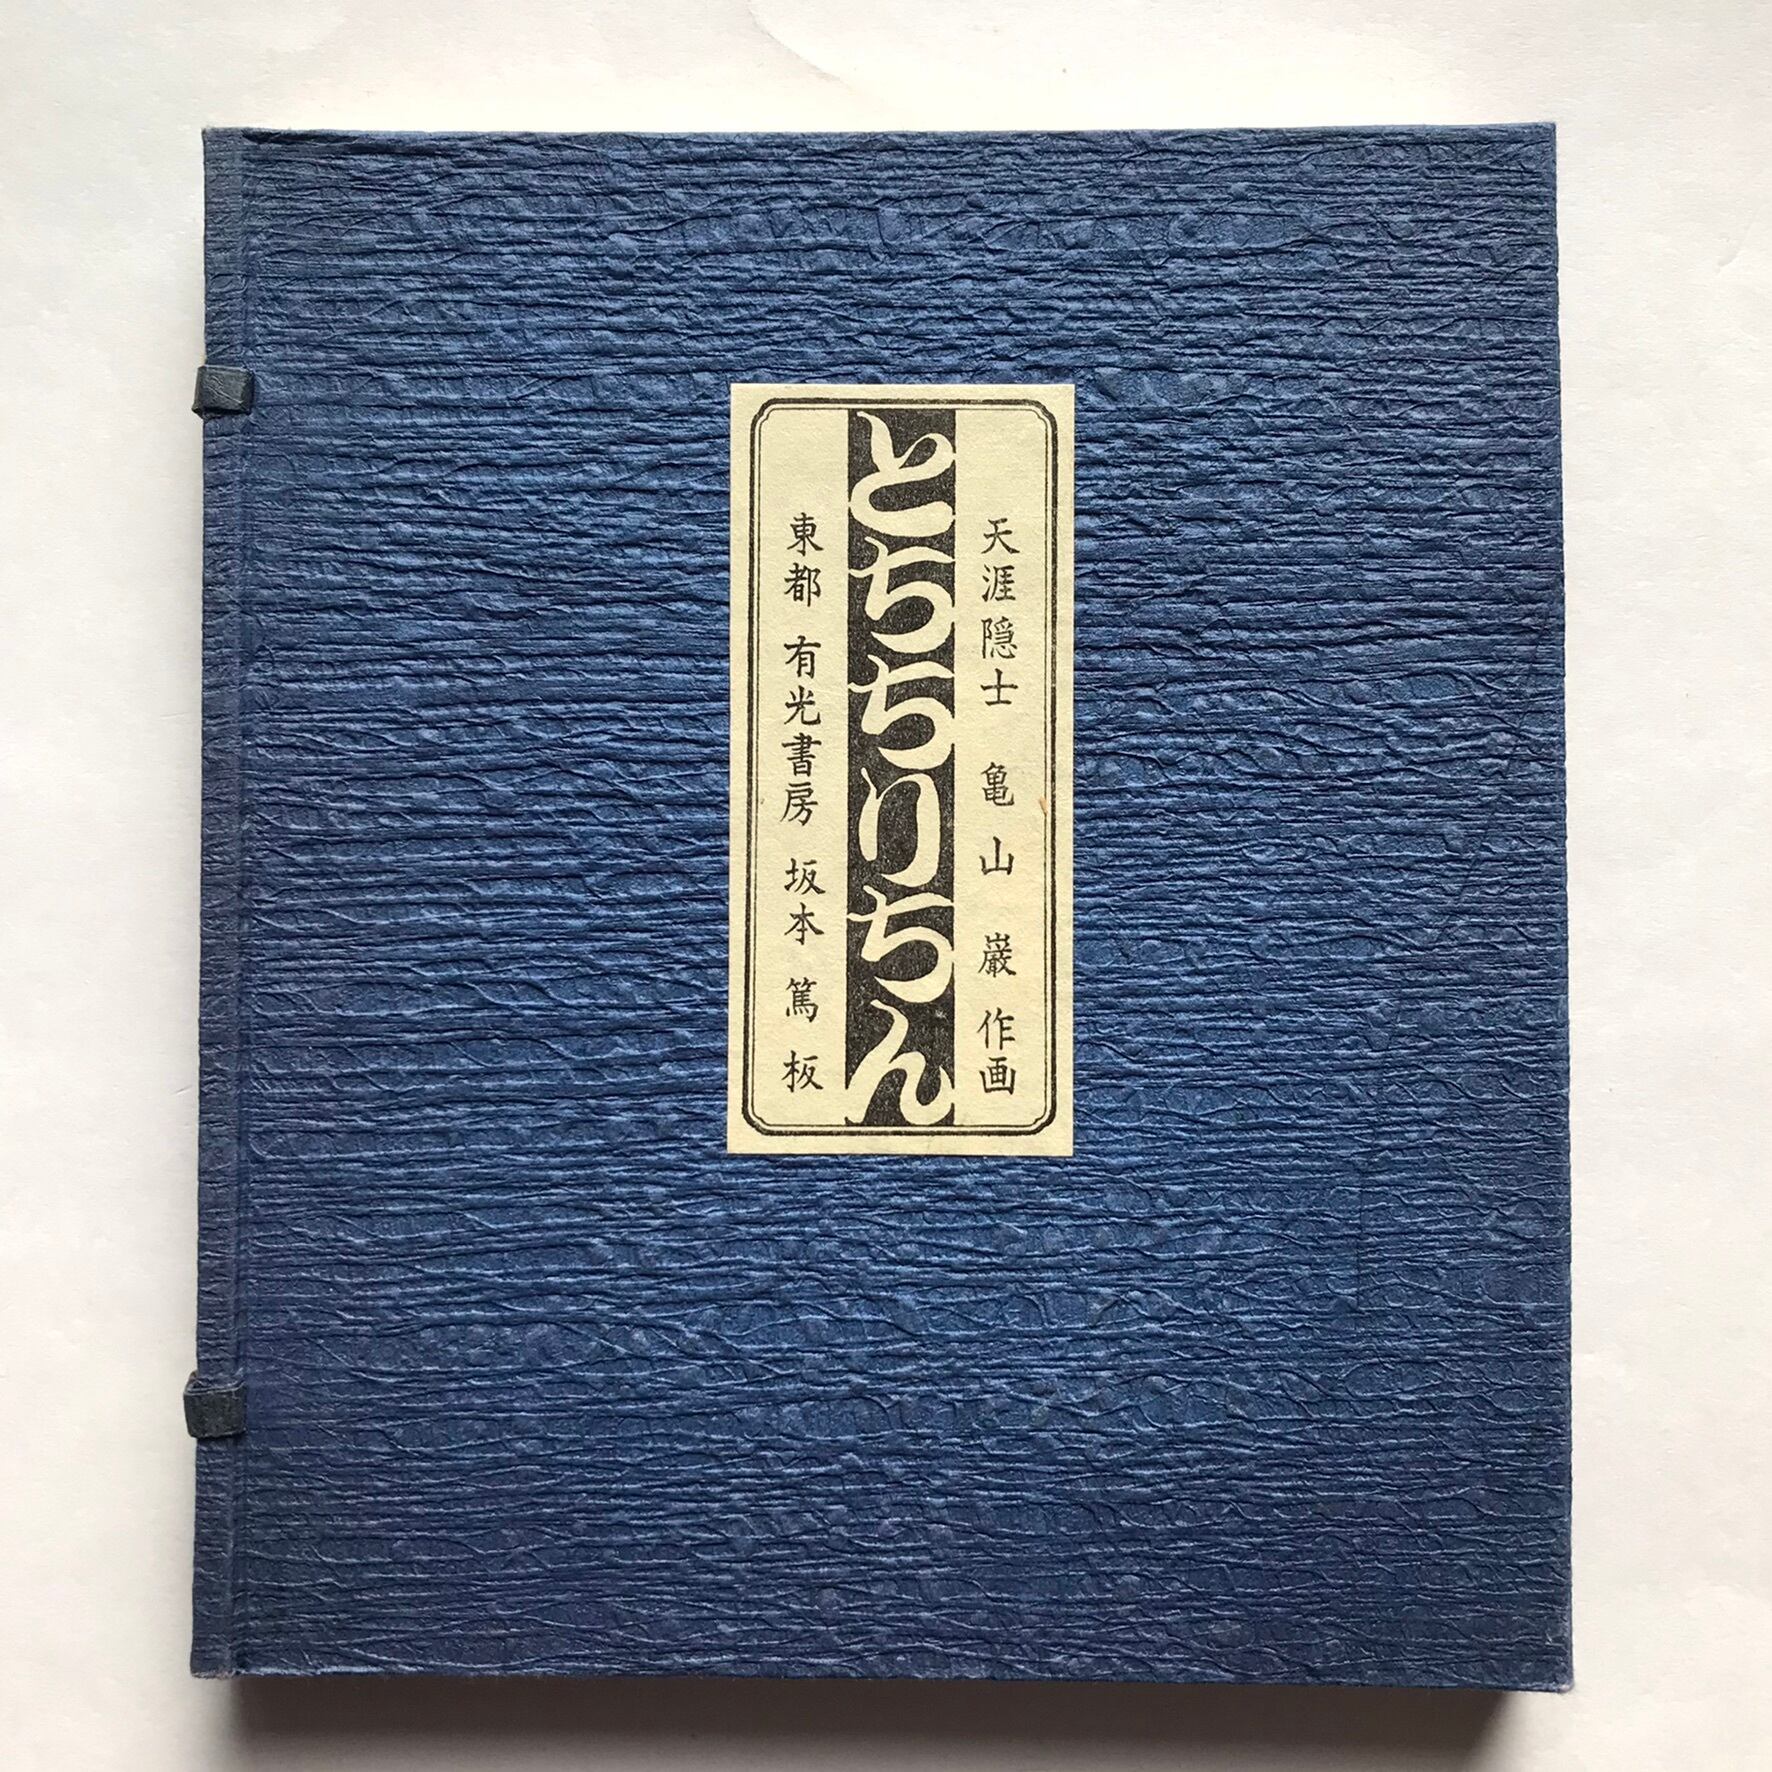 天涯隠士 亀山巌 作画
とちちりちん
東都 有光書房 坂本篤 板